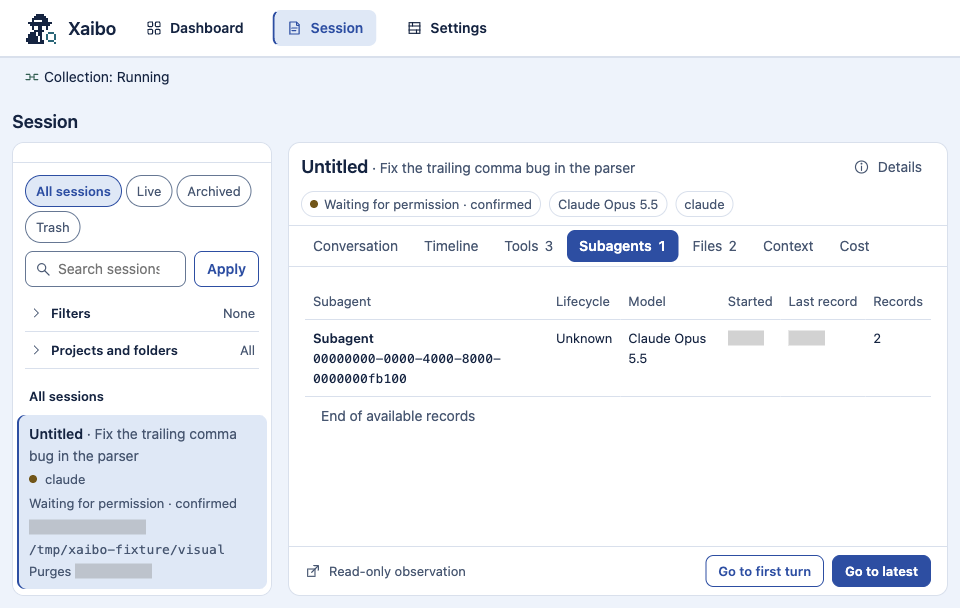 Xaibo
Dashboard
Session
Settings
Collection: Running
Session
All sessions
Live
Archived
Trash
Search sessions
Apply
Filters
None
Projects and folders
All
All sessions
Untitled · Fix the trailing comma
bug in the parser
claude
Waiting for permission · confirmed
/tmp/xaibo-fixture/visual
Purges
Untitled · Fix the trailing comma bug in the parser
Details
Waiting for permission · confirmed
Claude Opus 5.5
claude
Conversation
Timeline
Tools 3
Subagents 1
Files 2
Context
Cost
Subagent
Lifecycle
Model
Started
Last record
Records
Subagent
00000000-0000-4000-8000-
0000000fb100
Unknown
Claude Opus
5.5
2
End of available records
Read-only observation
Go to first turn
Go to latest